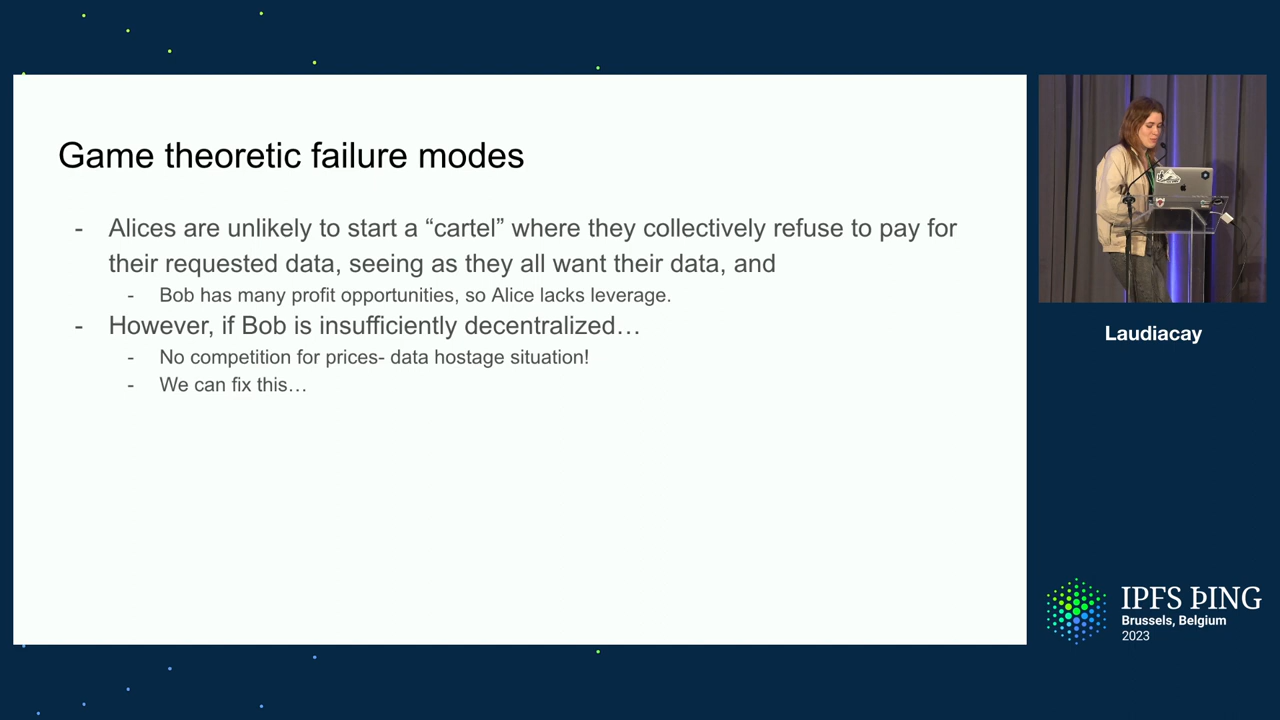 Game theoretic failure modes
- Alices are unlikely to start a “cartel” where they collectively refuse to pay for
their requested data, seeing as they all want their data, and
- Bob has many profit opportunities, so Alice lacks leverage.
- However, if Bob is insufficiently decentralized…
- No competition for prices- data hostage situation!
- We can fix this…
Laudiacay
IPFS ÞING
Brussels, Belgium
2023